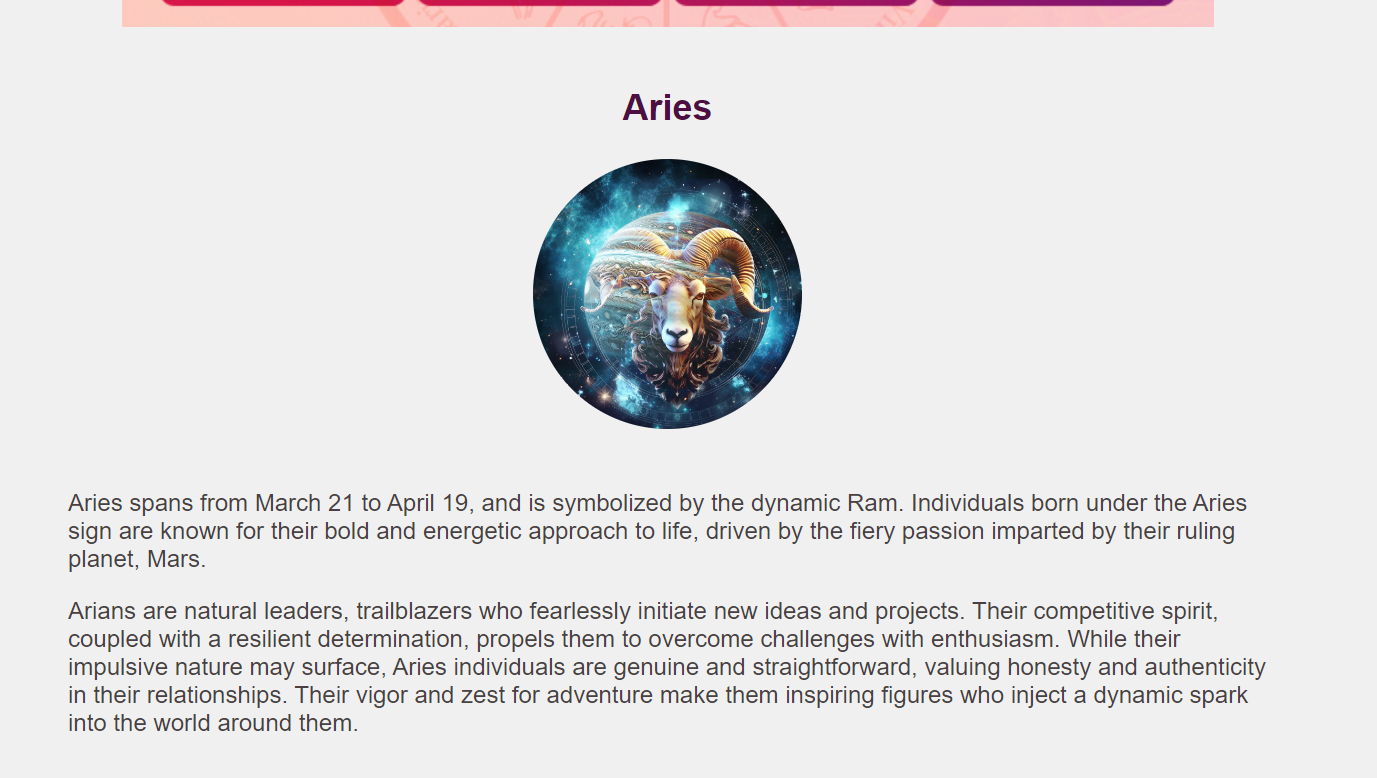 Aries
Aries spans from March 21 to April 19, and is symbolized by the dynamic Ram. Individuals born under the Aries
sign are known for their bold and energetic approach to life, driven by the fiery passion imparted by their ruling
planet, Mars.
Arians are natural leaders, trailblazers who fearlessly initiate new ideas and projects. Their competitive spirit,
coupled with a resilient determination, propels them to overcome challenges with enthusiasm. While their
impulsive nature may surface, Aries individuals are genuine and straightforward, valuing honesty and authenticity
in their relationships. Their vigor and zest for adventure make them inspiring figures who inject a dynamic spark
into the world around them.